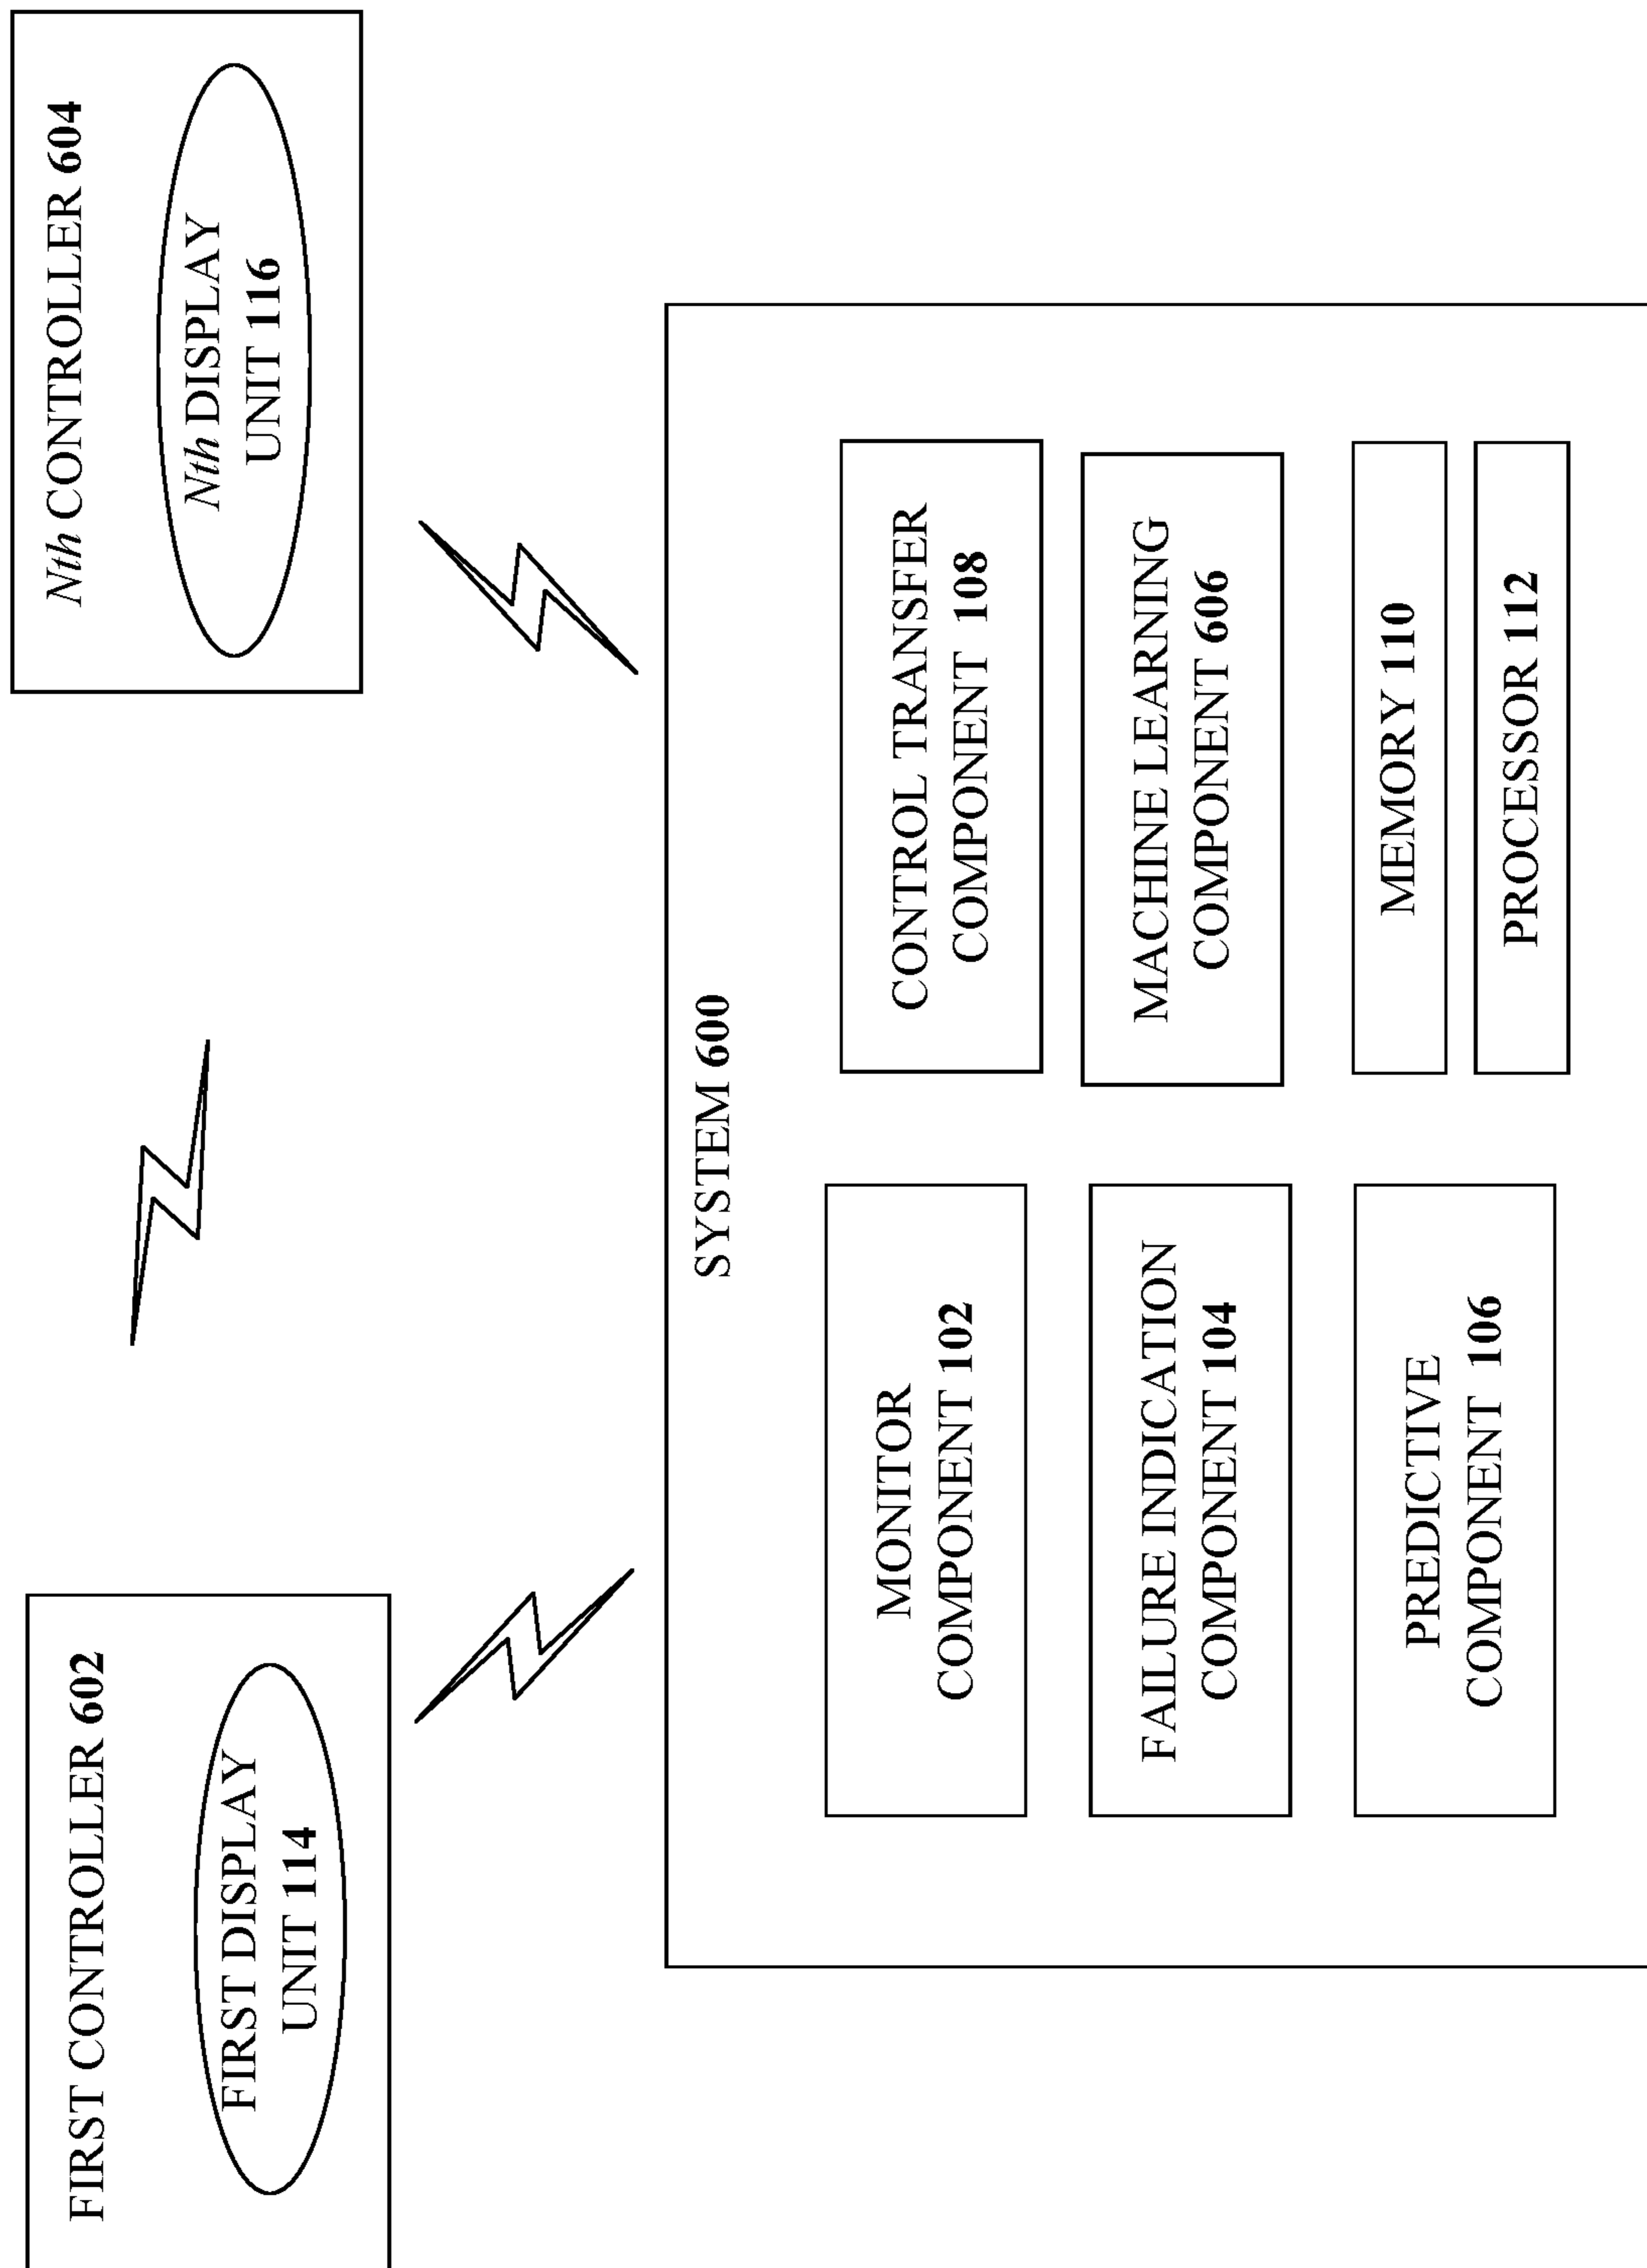 FIRST CONTROLLER 602
FIRST DISPLAY
UNIT 114
Nth CONTROLLER 604
Nth DISPLAY
UNIT 116
SYSTEM 600
MONITOR
COMPONENT 102
FAILURE INDICATION
COMPONENT 104
PREDICTIVE
COMPONENT 106
CONTROL TRANSFER
COMPONENT 108
MACHINE LEARNING
COMPONENT 606
MEMORY 110
PROCESSOR 112